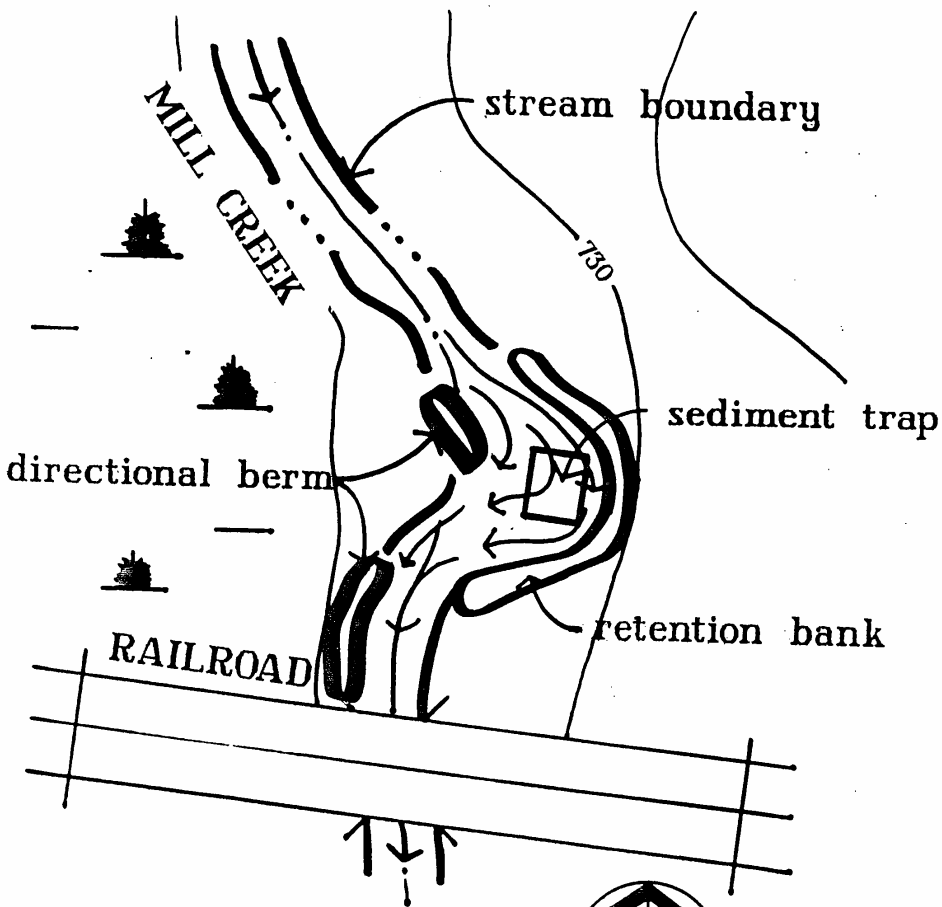 stream boundary
MILL CREEK
730
sediment trap
directional berm
retention bank
RAILROAD